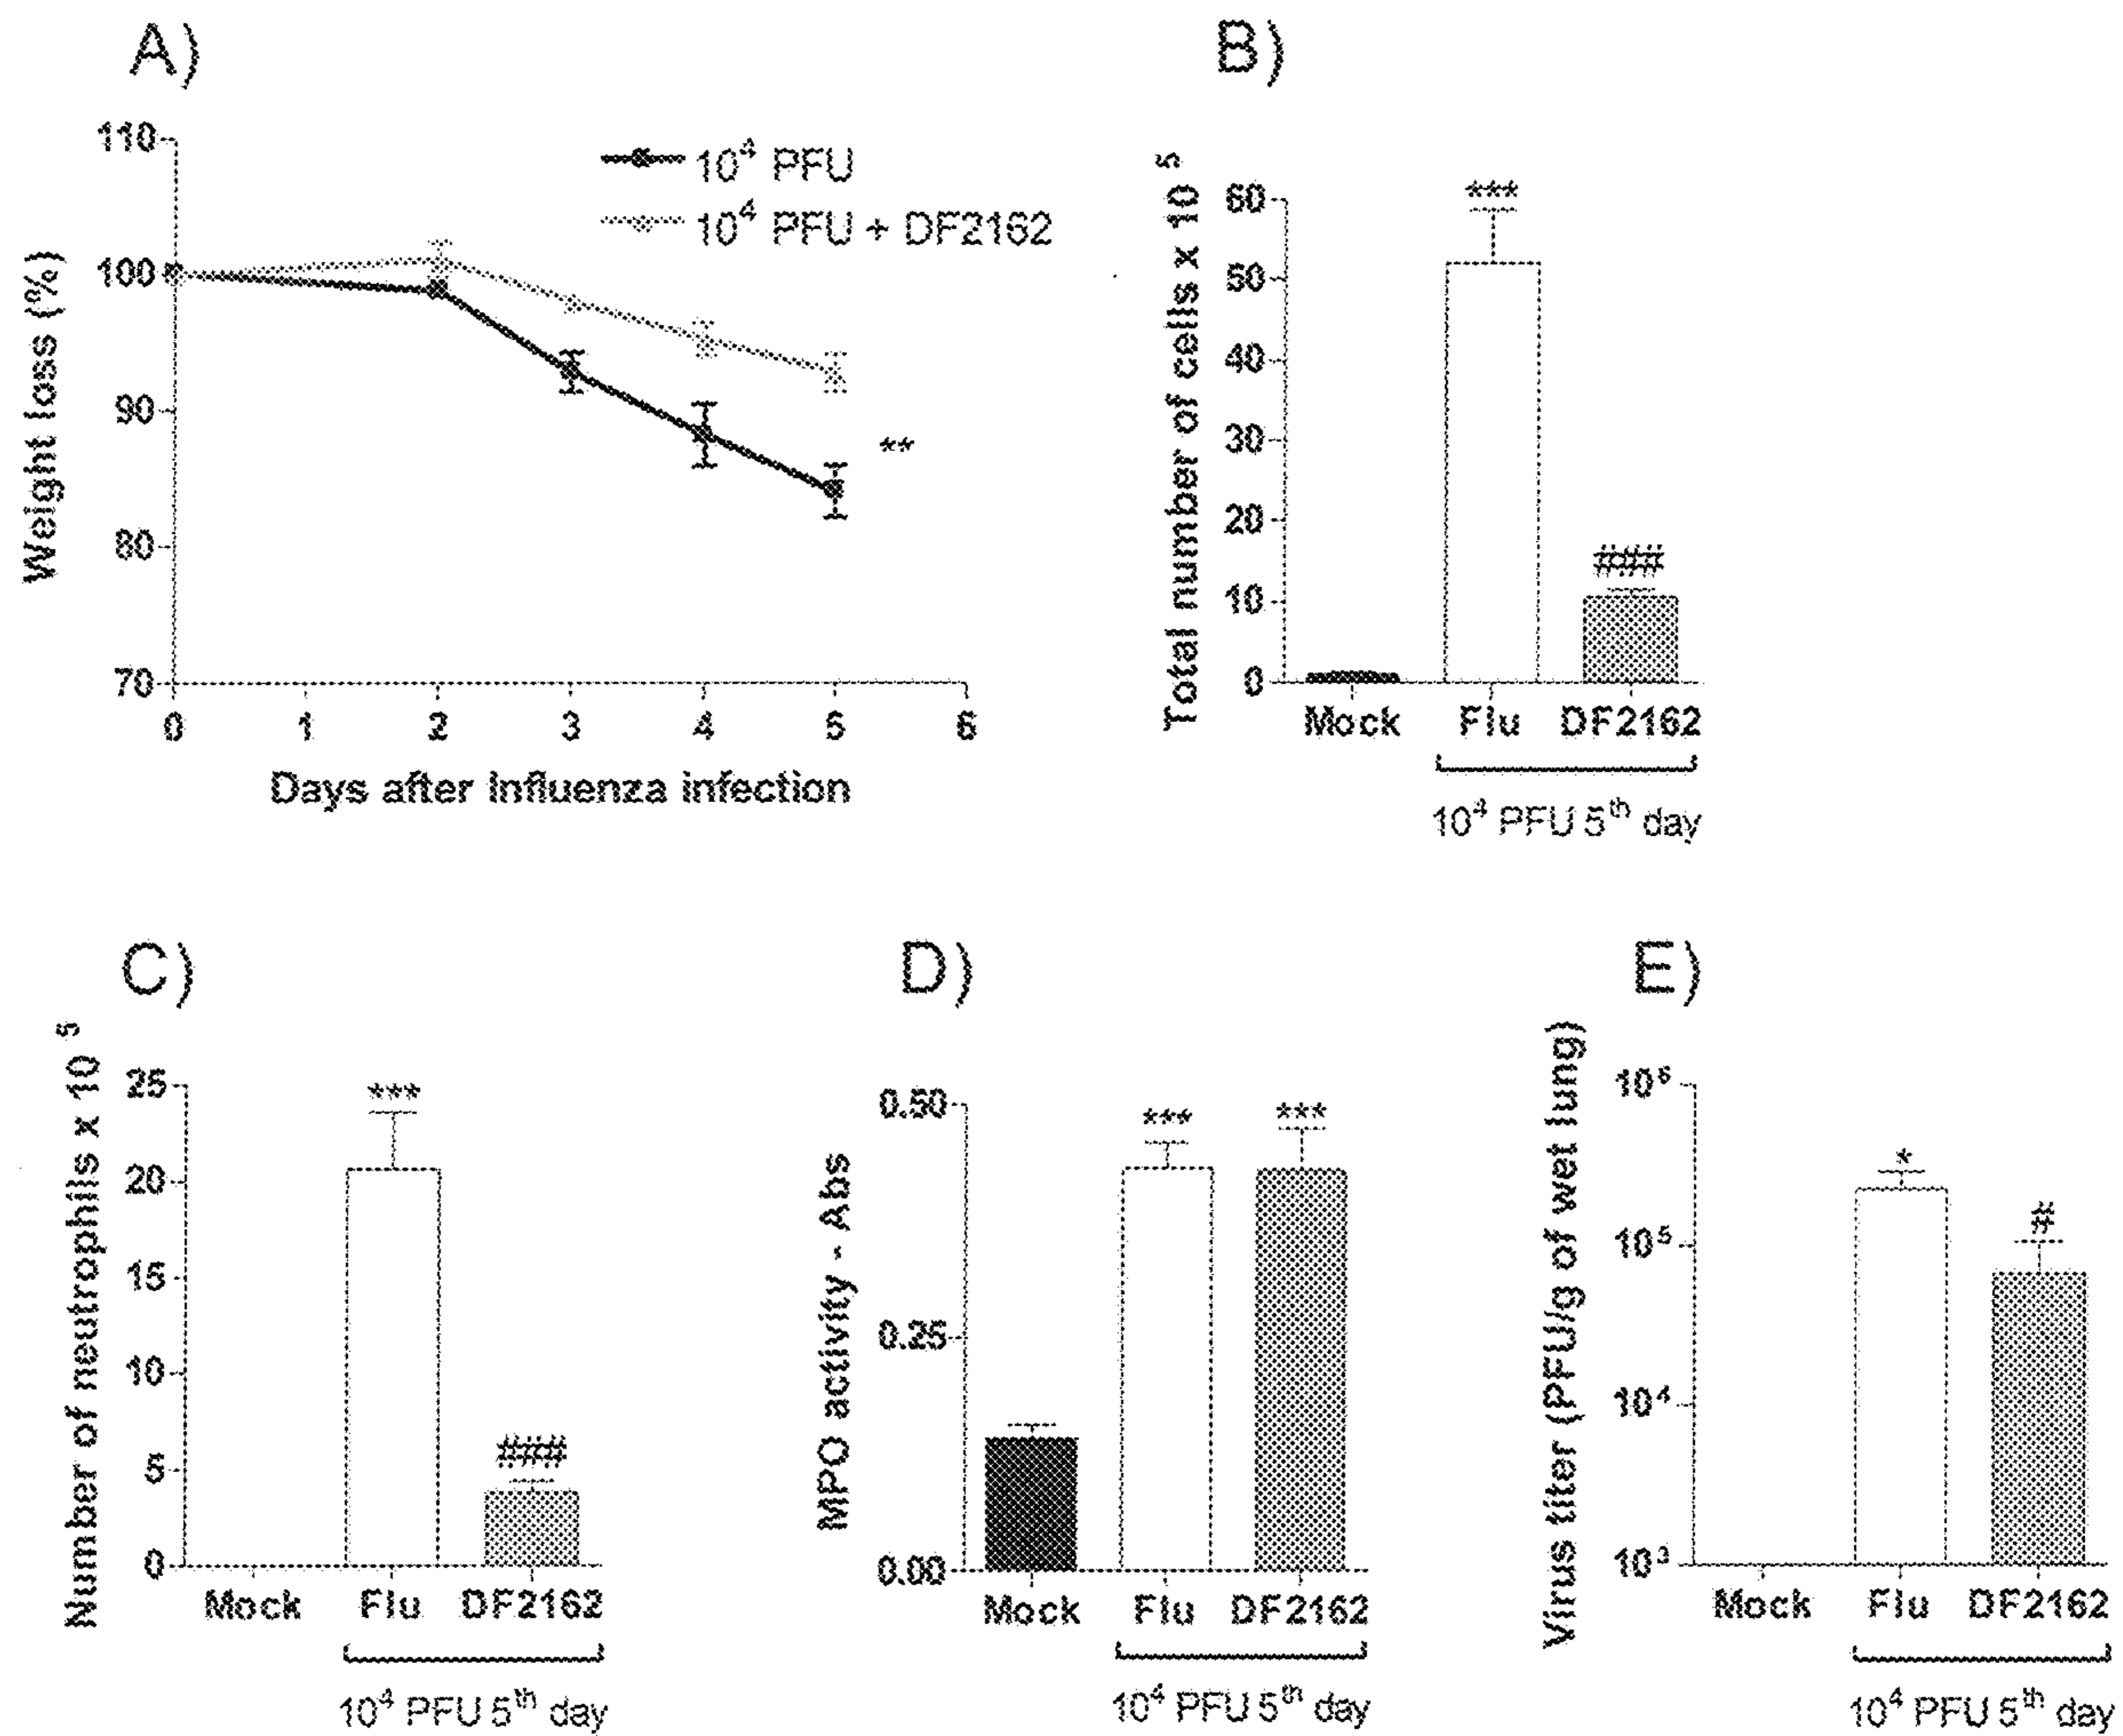 A)
110
100
90
80
70
Weight loss (%)
10⁴ PFU
10⁴ PFU + DF2162
**
0 1 2 3 4 5 6
Days after Influenza infection
B)
Total number of cells x 10⁵
60
50
40
30
20
10
0
***
###
Mock Flu DF2162
10⁴ PFU 5ᵗʰ day
C)
Number of neutrophils x 10⁵
25
20
15
10
5
0
***
###
Mock Flu DF2162
10⁴ PFU 5ᵗʰ day
D)
MPO activity - Abs
0.50
0.25
0.00
***
***
Mock Flu DF2162
10⁴ PFU 5ᵗʰ day
E)
Virus titer (PFU/g of wet lung)
10⁶
10⁵
10⁴
10³
*
#
Mock Flu DF2162
10⁴ PFU 5ᵗʰ day